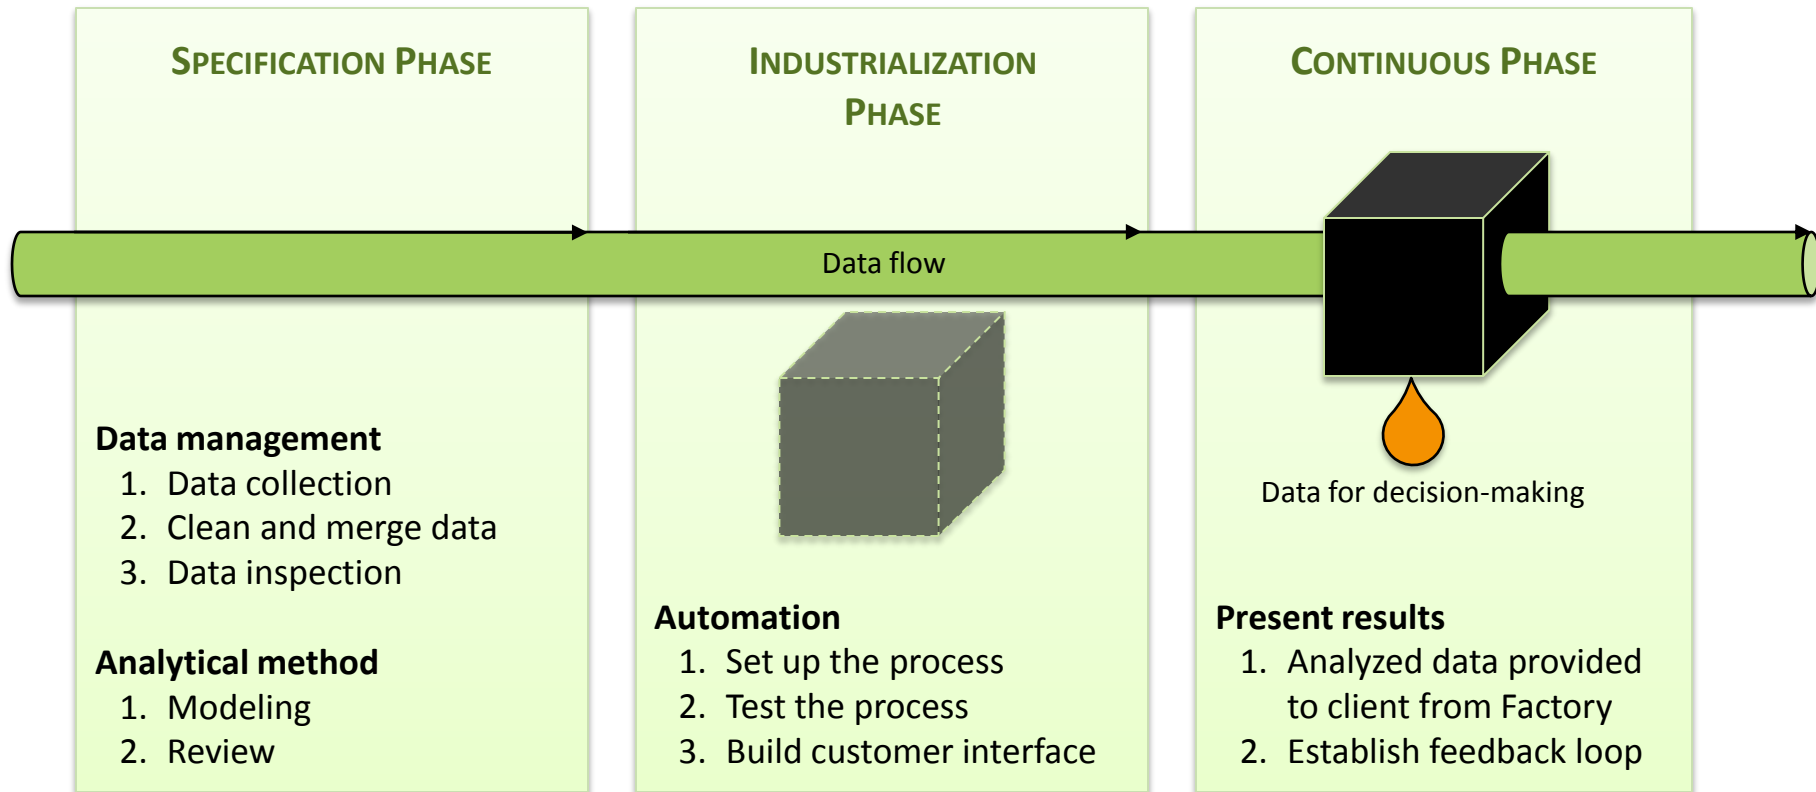 SPECIFICATION PHASE
Data management
1. Data collection
2. Clean and merge data
3. Data inspection
Analytical method
1. Modeling
2. Review
INDUSTRIALIZATION
PHASE
Data flow
Automation
1. Set up the process
2. Test the process
3. Build customer interface
CONTINUOUS PHASE
Data for decision-making
Present results
1. Analyzed data provided
to client from Factory
2. Establish feedback loop